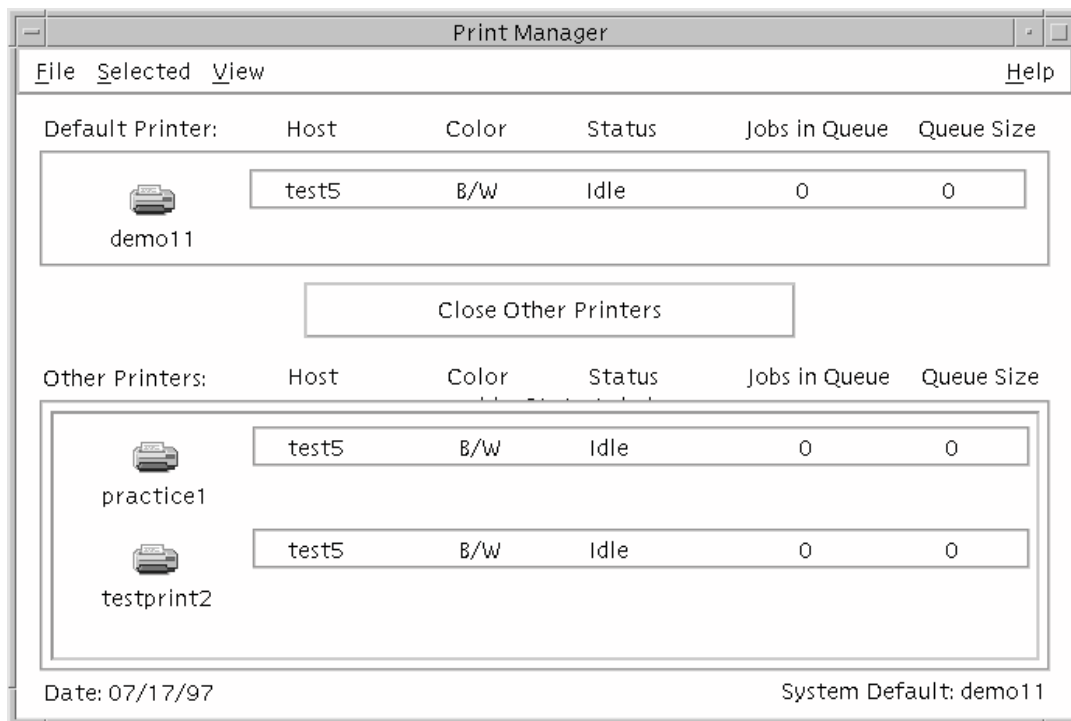 Print Manager
File Selected View Help
Default Printer: Host Color Status Jobs in Queue Queue Size
test5 B/W Idle 0 0
demo11
Close Other Printers
Other Printers: Host Color Status Jobs in Queue Queue Size
test5 B/W Idle 0 0
practice1
test5 B/W Idle 0 0
testprint2
Date: 07/17/97 System Default: demo11